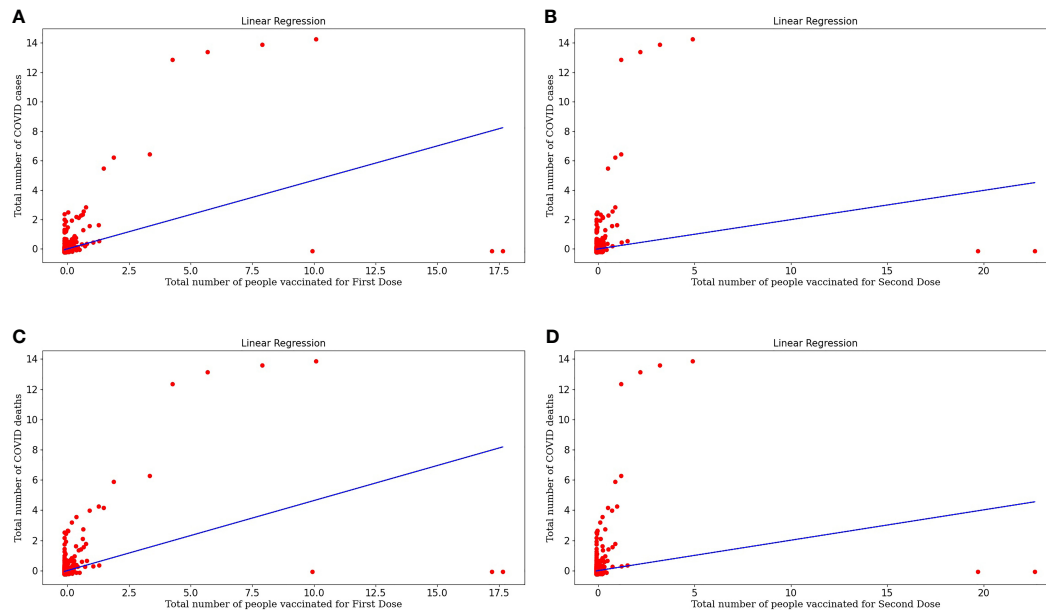 A
Linear Regression
Total number of COVID cases
14
12
10
8
6
4
2
0
0.0 2.5 5.0 7.5 10.0 12.5 15.0 17.5
Total number of people vaccinated for First Dose
B
Linear Regression
Total number of COVID cases
14
12
10
8
6
4
2
0
0 5 10 15 20
Total number of people vaccinated for Second Dose
C
Linear Regression
Total number of COVID deaths
14
12
10
8
6
4
2
0
0.0 2.5 5.0 7.5 10.0 12.5 15.0 17.5
Total number of people vaccinated for First Dose
D
Linear Regression
Total number of COVID deaths
14
12
10
8
6
4
2
0
0 5 10 15 20
Total number of people vaccinated for Second Dose